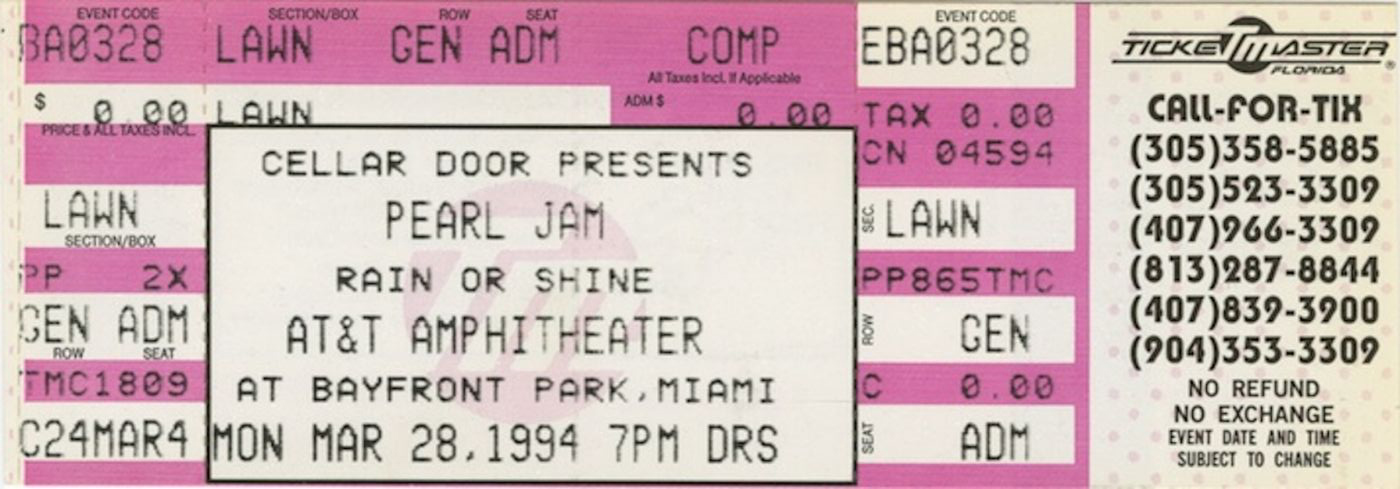 EVENT CODE SECTION/BOX ROW SEAT EVENT CODE
BA0328 LAWN GEN ADM COMP EBA0328
All Taxes Incl. If Applicable
$ 0.00 LAWN ADM $ 0.00 TAX 0.00
PRICE & ALL TAXES INCL.
CN 04594
CELLAR DOOR PRESENTS
LAWN PEARL JAM SEC. LAWN
SECTION/BOX
PP 2X RAIN OR SHINE PP865TMC
GEN ADM AT&T AMPHITHEATER ROW GEN
ROW SEAT
TMC1809 AT BAYFRONT PARK,MIAMI C 0.00
C24MAR4 MON MAR 28,1994 7PM DRS SEAT ADM
TICKETMASTER®
FLORIDA
CALL-FOR-TIX
(305)358-5885
(305)523-3309
(407)966-3309
(813)287-8844
(407)839-3900
(904)353-3309
NO REFUND
NO EXCHANGE
EVENT DATE AND TIME
SUBJECT TO CHANGE